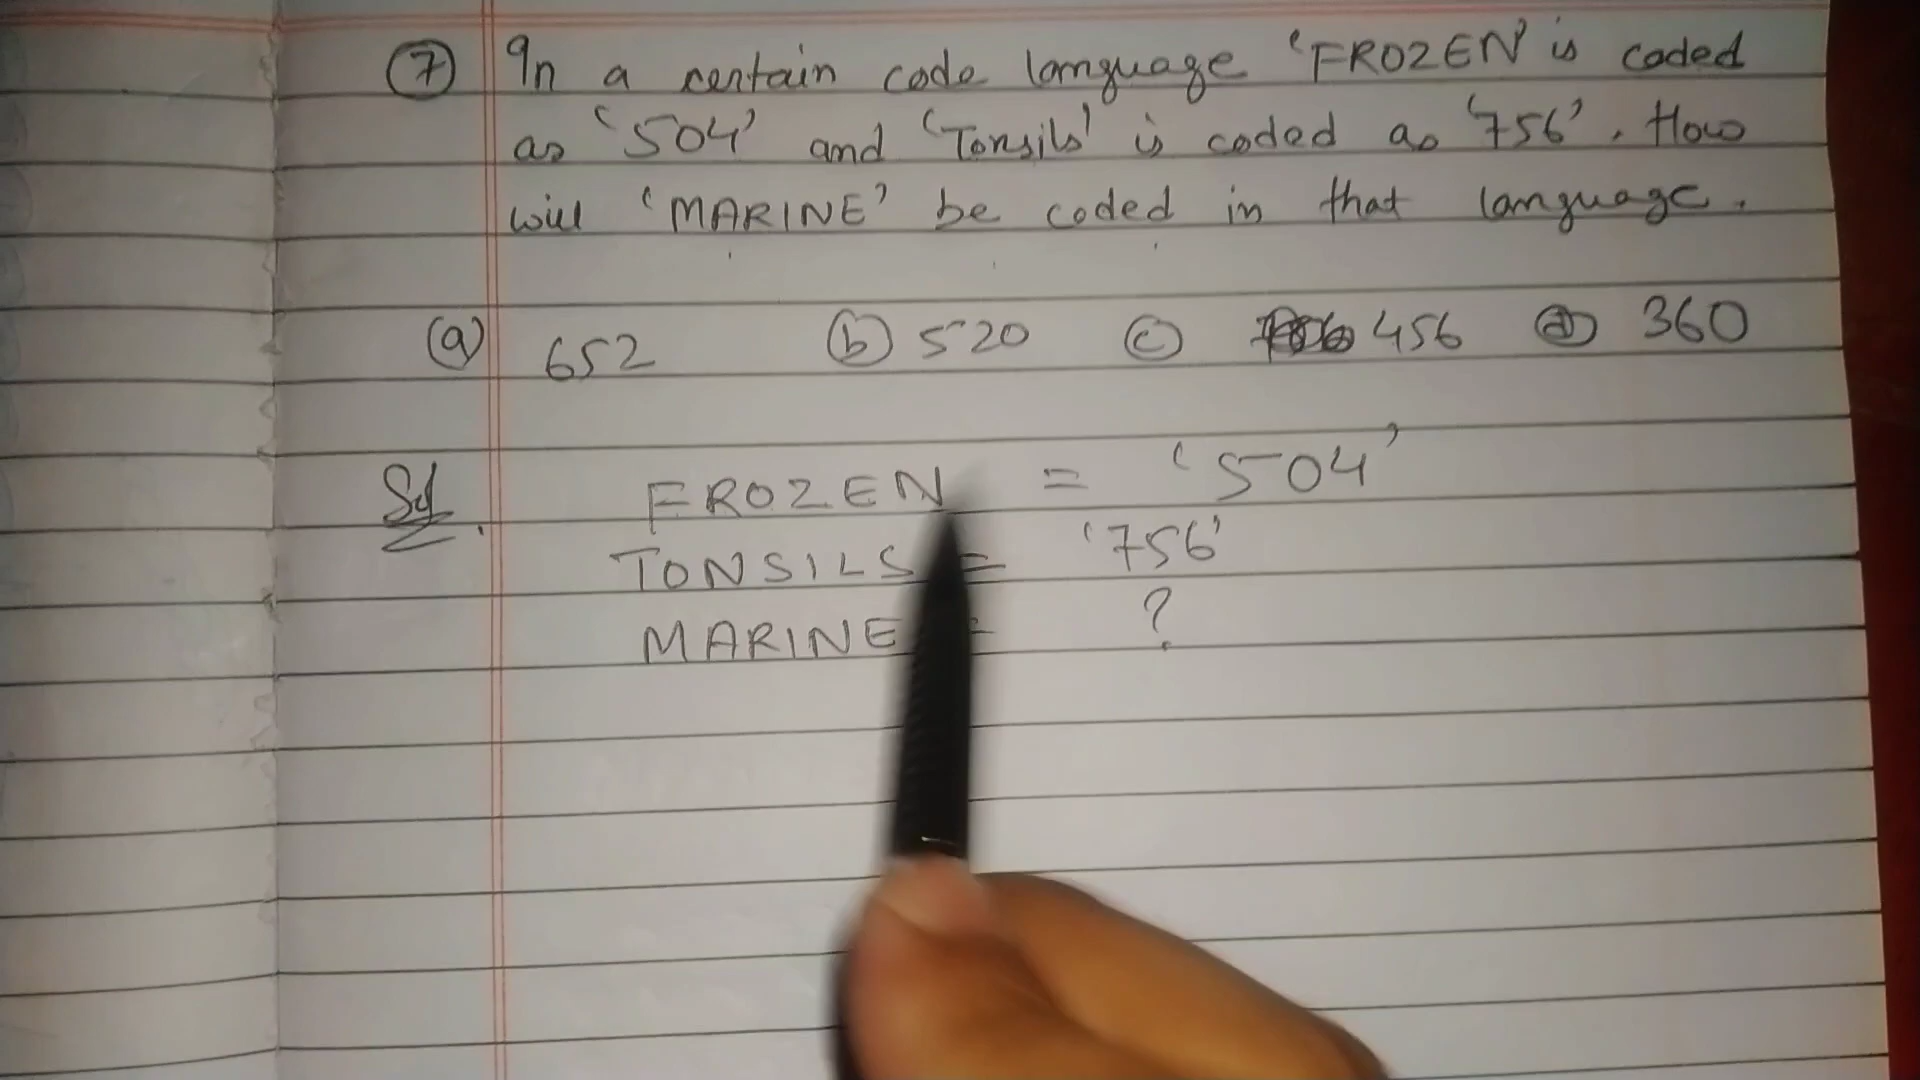 7 In a certain code language 'FROZEN' is coded
as '504' and 'Tonsils' is coded as '756'. How
will 'MARINE' be coded in that language.
(a) 652 (b) 520 (c) 456 (d) 360
Sol. FROZEN = '504'
TONSILS = '756'
MARINE = ?